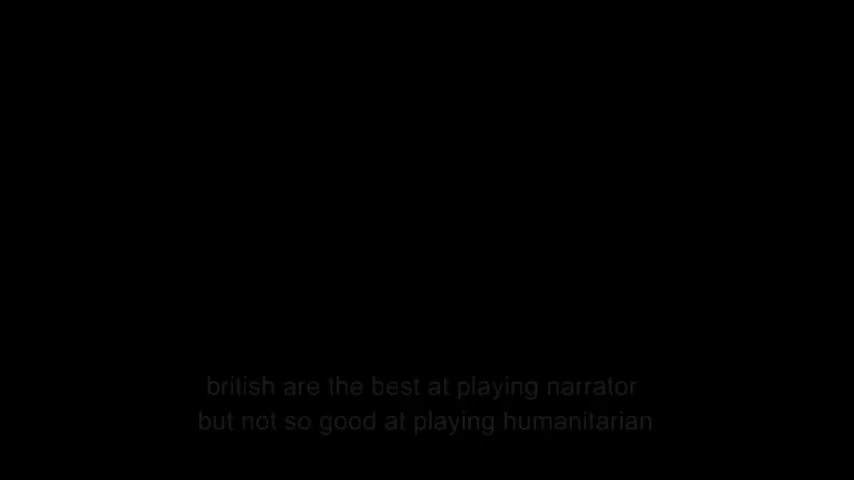 british are the best at playing narrator
but not so good at playing humanitarian